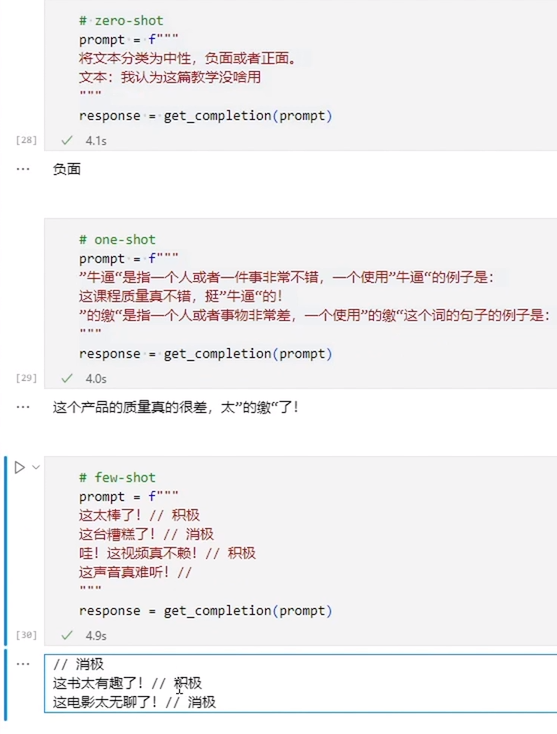 # zero-shot
prompt = f"""
将文本分类为中性，负面或者正面。
文本：我认为这篇教学没啥用
"""
response = get_completion(prompt)
[28]
4.1s
... 负面
# one-shot
prompt = f"""
”牛逼“是指一个人或者一件事非常不错，一个使用”牛逼“的例子是：
这课程质量真不错，挺”牛逼“的！
”的缴“是指一个人或者事物非常差，一个使用”的缴“这个词的句子的例子是：
"""
response = get_completion(prompt)
[29]
4.0s
... 这个产品的质量真的很差，太”的缴“了！
# few-shot
prompt = f"""
这太棒了！// 积极
这台糟糕了！// 消极
哇！这视频真不赖！// 积极
这声音真难听！//
"""
response = get_completion(prompt)
[30]
4.9s
... // 消极
这书太有趣了！// 积极
这电影太无聊了！// 消极